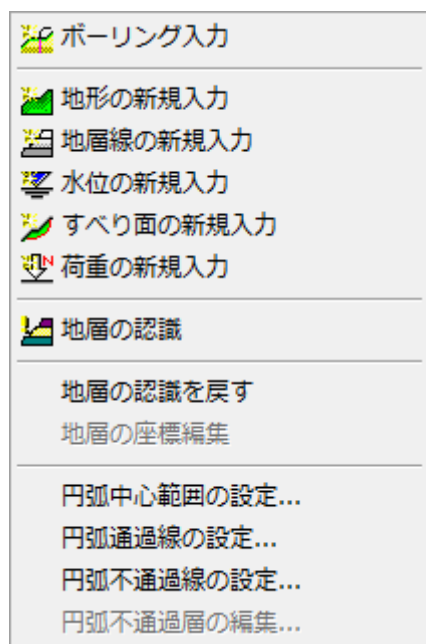 ボーリング入力
地形の新規入力
地層線の新規入力
水位の新規入力
すべり面の新規入力
N
荷重の新規入力
地層の認識
地層の認識を戻す
地層の座標編集
円弧中心範囲の設定...
円弧通過線の設定...
円弧不通過線の設定...
円弧不通過層の編集...